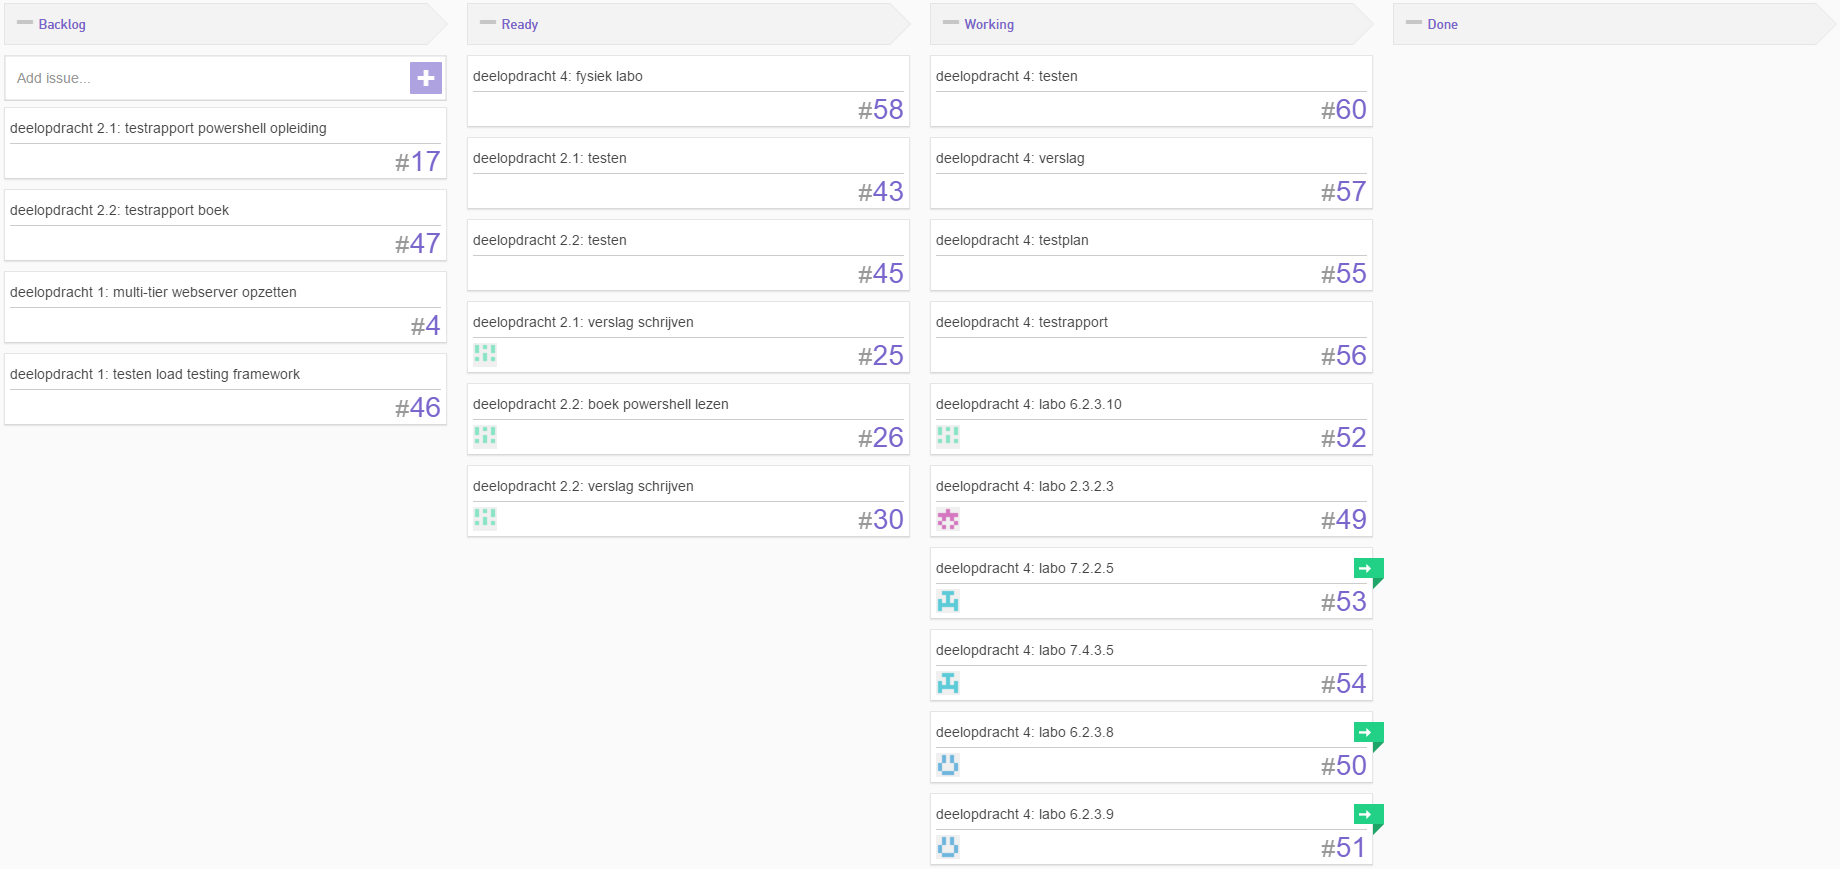 Backlog
Add issue...
deelopdracht 2.1: testrapport powershell opleiding
#17
deelopdracht 2.2: testrapport boek
#47
deelopdracht 1: multi-tier webserver opzetten
#4
deelopdracht 1: testen load testing framework
#46
Ready
deelopdracht 4: fysiek labo
#58
deelopdracht 2.1: testen
#43
deelopdracht 2.2: testen
#45
deelopdracht 2.1: verslag schrijven
#25
deelopdracht 2.2: boek powershell lezen
#26
deelopdracht 2.2: verslag schrijven
#30
Working
deelopdracht 4: testen
#60
deelopdracht 4: verslag
#57
deelopdracht 4: testplan
#55
deelopdracht 4: testrapport
#56
deelopdracht 4: labo 6.2.3.10
#52
deelopdracht 4: labo 2.3.2.3
#49
deelopdracht 4: labo 7.2.2.5
#53
deelopdracht 4: labo 7.4.3.5
#54
deelopdracht 4: labo 6.2.3.8
#50
deelopdracht 4: labo 6.2.3.9
#51
Done